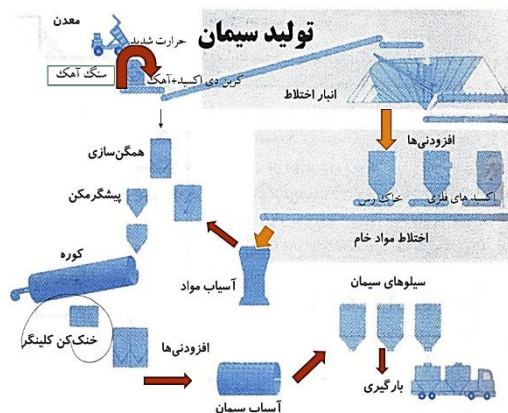 تولید سیمان
معدن
حرارت شدید
سنگ آهک
کربن دی اکسید+آهک
انبار اختلاط
افزودنی‌ها
خاک رس
اکسید های فلزی
اختلاط مواد خام
همگن‌سازی
پیشگرمکن
آسیاب مواد
کوره
خنک‌کن کلینگر
افزودنی‌ها
آسیاب سیمان
سیلوهای سیمان
بارگیری